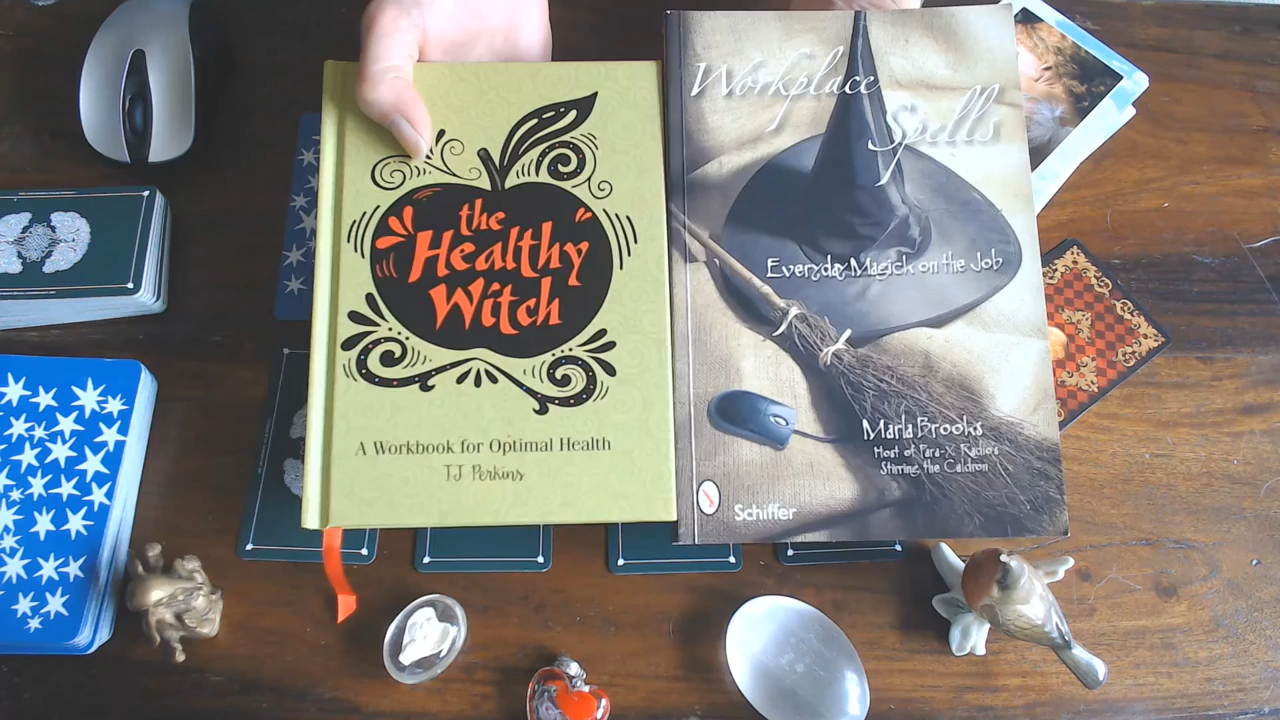 the
Healthy
Witch
A Workbook for Optimal Health
TJ Perkins
Workplace
Spells
Everyday Magick on the Job
Marla Brooks
Host of Para-X Radio's
Stirring the Caldron
Schiffer